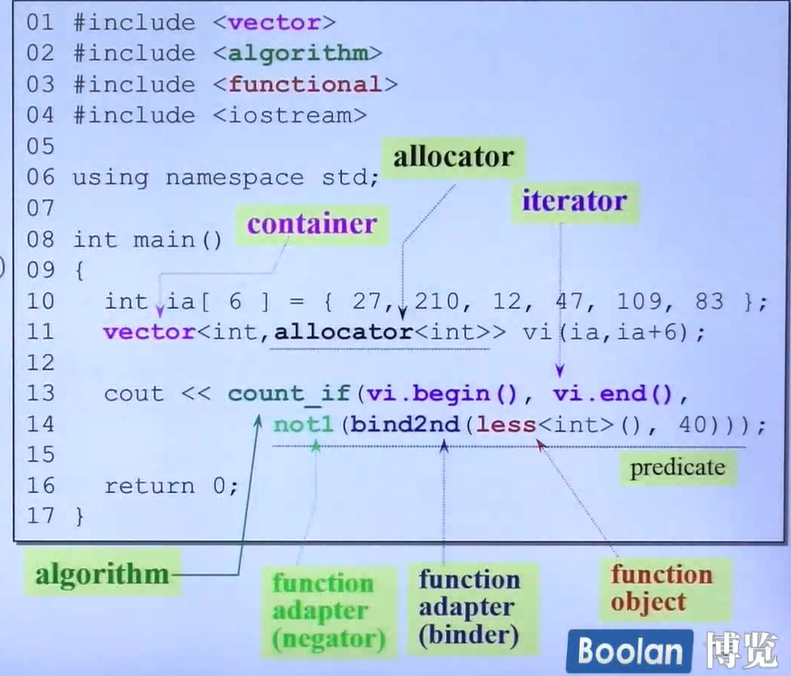 01 #include <vector>
02 #include <algorithm>
03 #include <functional>
04 #include <iostream>
05
allocator
06 using namespace std;
iterator
07
container
08 int main()
09 {
10 int ia[ 6 ] = { 27, 210, 12, 47, 109, 83 };
11 vector<int,allocator<int>> vi(ia,ia+6);
12
13 cout << count_if(vi.begin(), vi.end(),
14 not1(bind2nd(less<int>(), 40)));
15
predicate
16 return 0;
17 }
algorithm
function
adapter
(negator)
function
adapter
(binder)
function
object
Boolan 博览